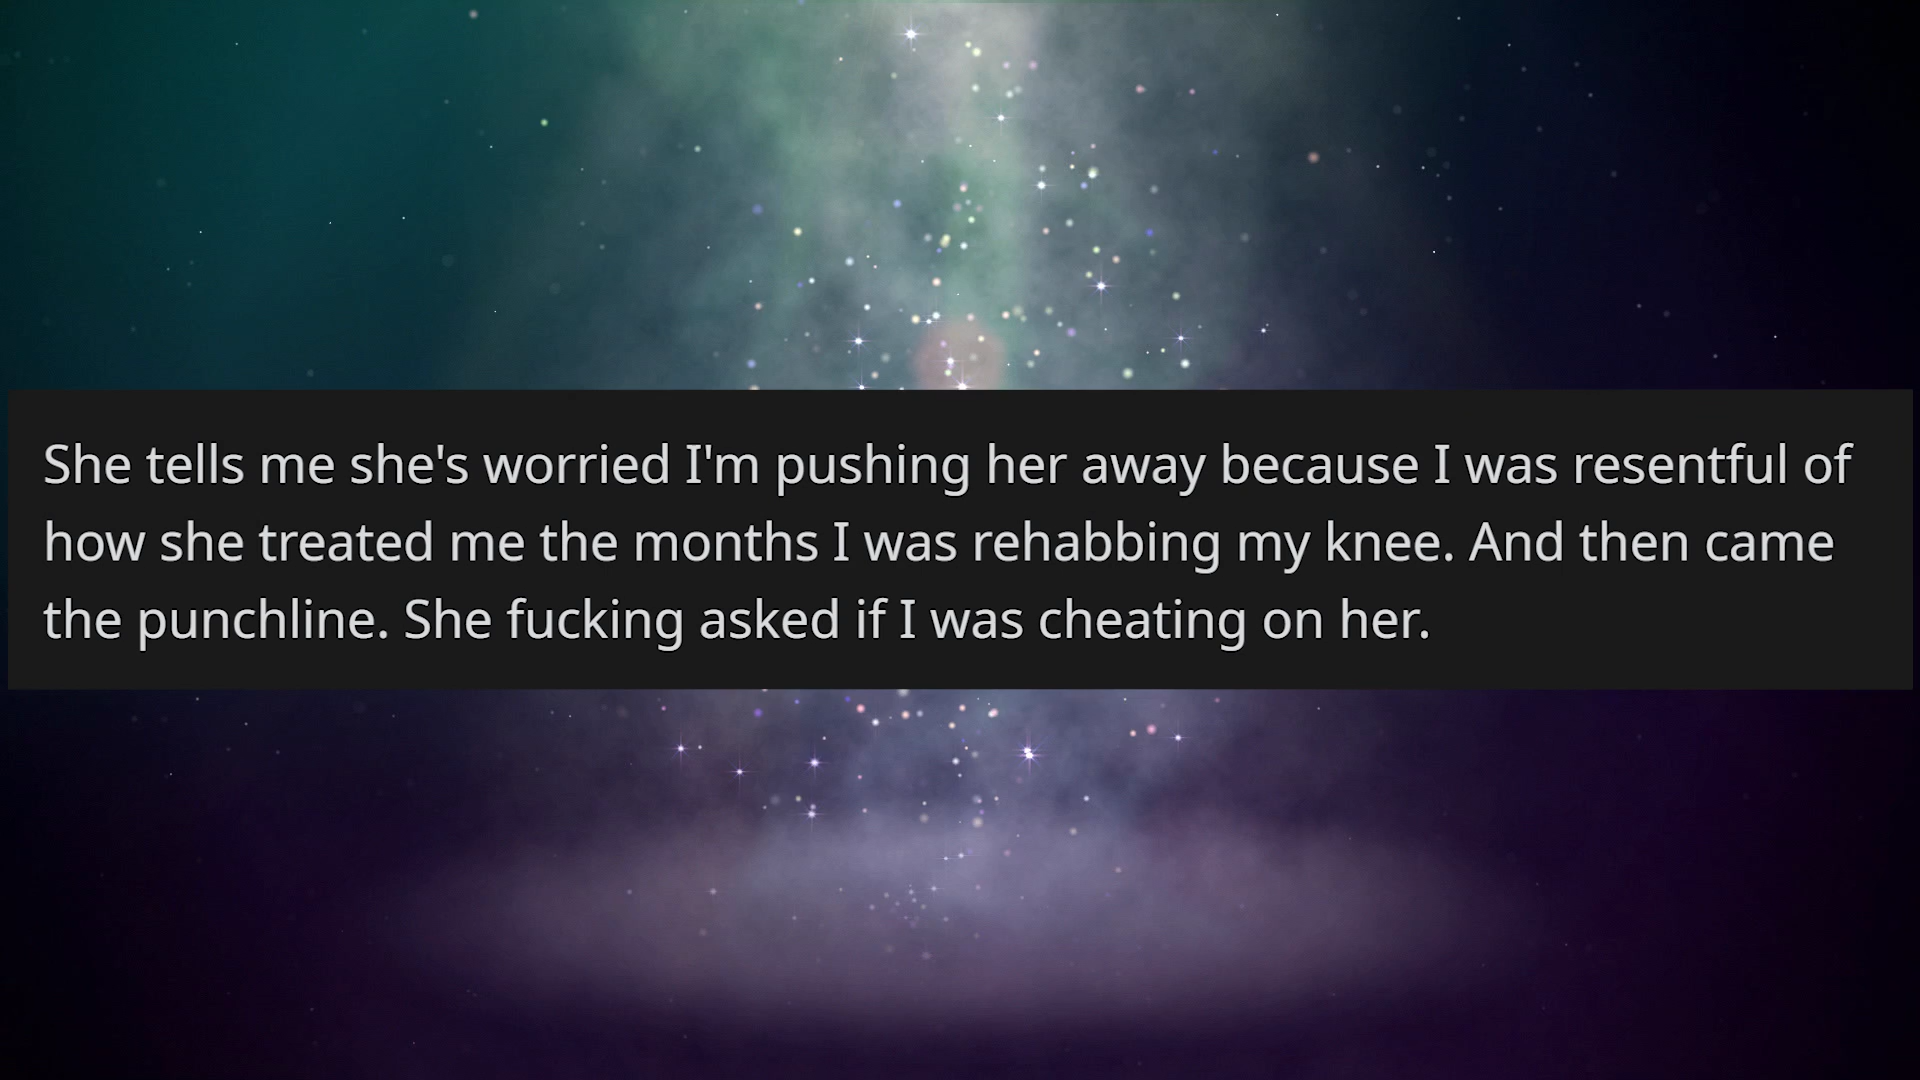 She tells me she's worried I'm pushing her away because I was resentful of
how she treated me the months I was rehabbing my knee. And then came
the punchline. She fucking asked if I was cheating on her.